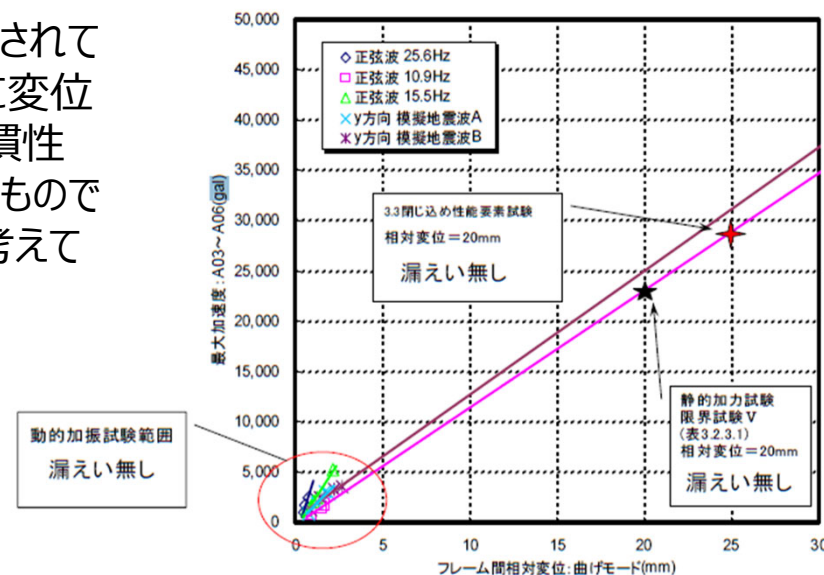 されて
に変位
慣性
もので
考えて
50,000
45,000
40,000
35,000
30,000
25,000
20,000
15,000
10,000
5,000
0
最大加速度:A03~A06(gal)
正弦波 25.6Hz
正弦波 10.9Hz
正弦波 15.5Hz
y方向 模擬地震波A
y方向 模擬地震波B
3.3閉じ込め性能要素試験
相対変位=20mm
漏えい無し
静的加力試験
限界試験Ⅴ
(表3.2.3.1)
相対変位=20mm
漏えい無し
動的加振試験範囲
漏えい無し
0 5 10 15 20 25 30
フレーム間相対変位:曲げモード(mm)